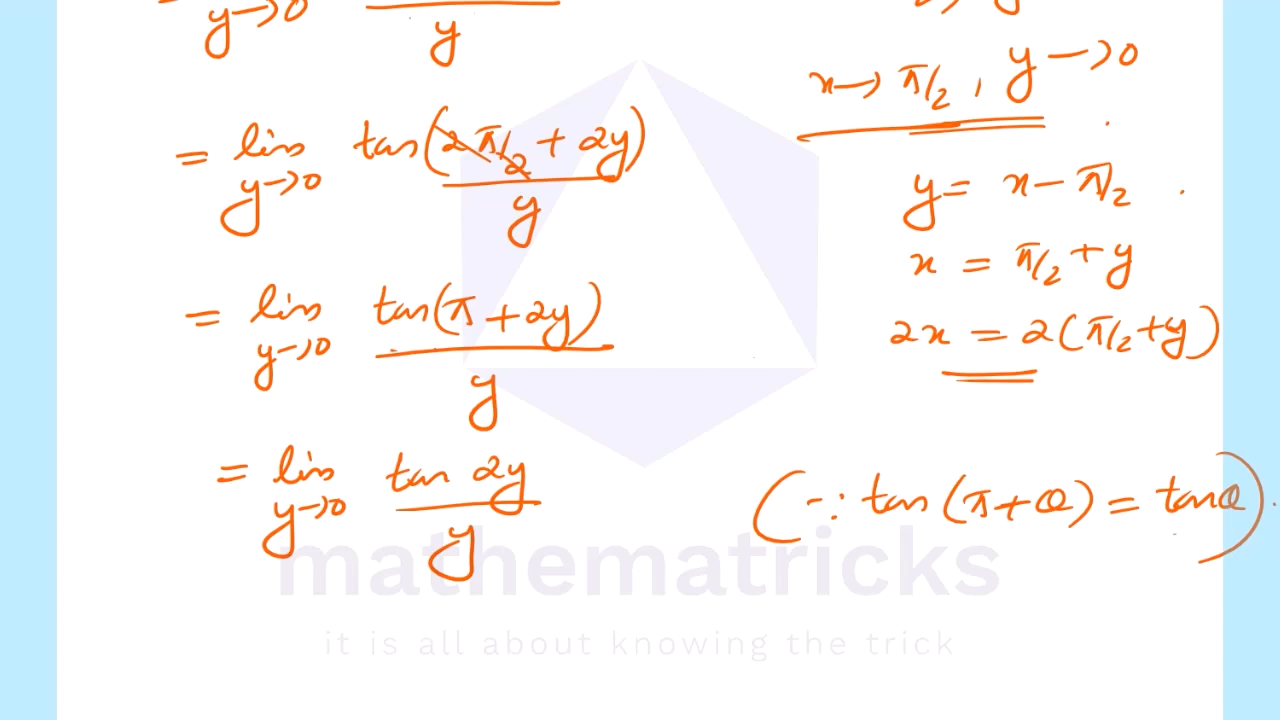 y→0 y
x→π/2, y→0
= lim y→0 tan(2π/2 + 2y) / y
y = x - π/2
x = π/2 + y
= lim y→0 tan(π + 2y) / y
2x = 2(π/2 + y)
= lim y→0 tan 2y / y
(∵ tan(π+θ) = tanθ).
mathematricks
it is all about knowing the trick